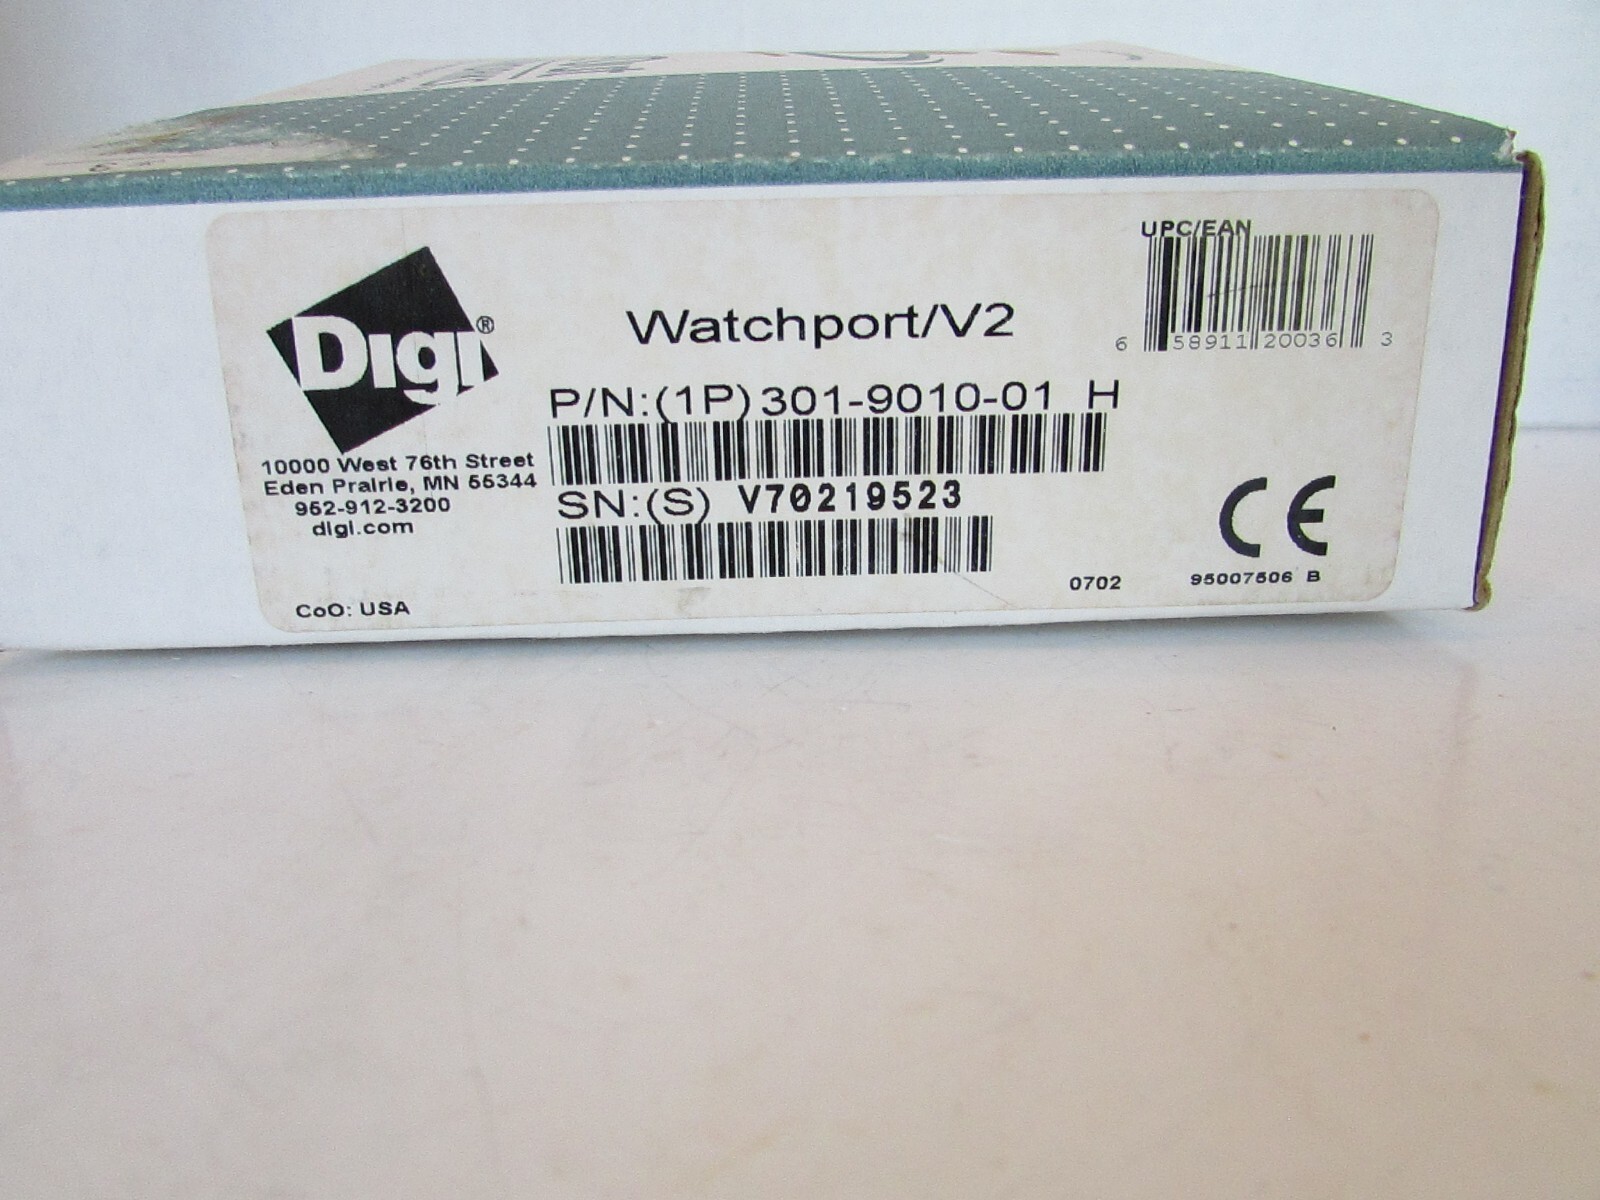 Digi®
10000 West 76th Street
Eden Prairie, MN 55344
952-912-3200
digi.com
CoO: USA
Watchport/V2
P/N:(1P)301-9010-01 H
SN:(S) V70219523
UPC/EAN
6 58911 20036 3
0702
95007506 B
CE